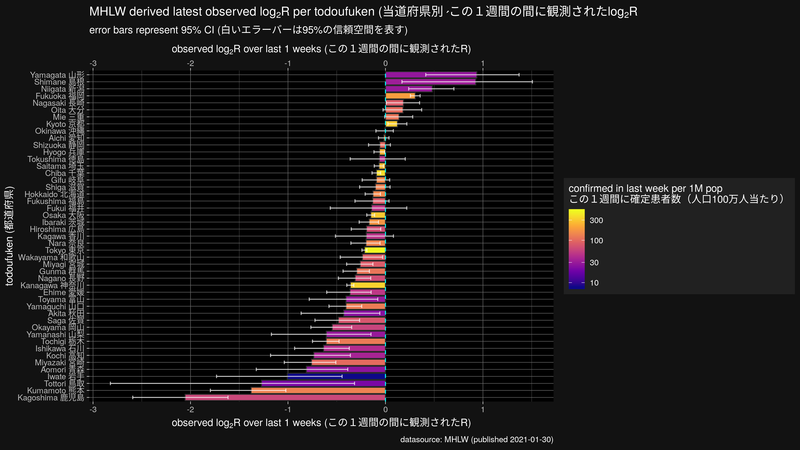 MHLW derived latest observed log₂R per todoufuken (当道府県別 -この１週間の間に観測されたlog₂R
error bars represent 95% CI (白いエラーバーは95%の信頼空間を表す)
observed log₂R over last 1 weeks (この１週間の間に観測されたR)
-3 -2 -1 0 1
todoufuken (都道府県)
Yamagata 山形
Shimane 島根
Niigata 新潟
Fukuoka 福岡
Nagasaki 長崎
Oita 大分
Mie 三重
Kyoto 京都
Okinawa 沖縄
Aichi 愛知
Shizuoka 静岡
Hyogo 兵庫
Tokushima 徳島
Saitama 埼玉
Chiba 千葉
Gifu 岐阜
Shiga 滋賀
Hokkaido 北海道
Fukushima 福島
Fukui 福井
Osaka 大阪
Ibaraki 茨城
Hiroshima 広島
Kagawa 香川
Nara 奈良
Tokyo 東京
Wakayama 和歌山
Miyagi 宮城
Gunma 群馬
Nagano 長野
Kanagawa 神奈川
Ehime 愛媛
Toyama 富山
Yamaguchi 山口
Akita 秋田
Saga 佐賀
Okayama 岡山
Yamanashi 山梨
Tochigi 栃木
Ishikawa 石川
Kochi 高知
Miyazaki 宮崎
Aomori 青森
Iwate 岩手
Tottori 鳥取
Kumamoto 熊本
Kagoshima 鹿児島
-3 -2 -1 0 1
observed log₂R over last 1 weeks (この１週間の間に観測されたR)
datasource: MHLW (published 2021-01-30)
confirmed in last week per 1M pop
この１週間に確定患者数（人口100万人当たり）
300
100
30
10